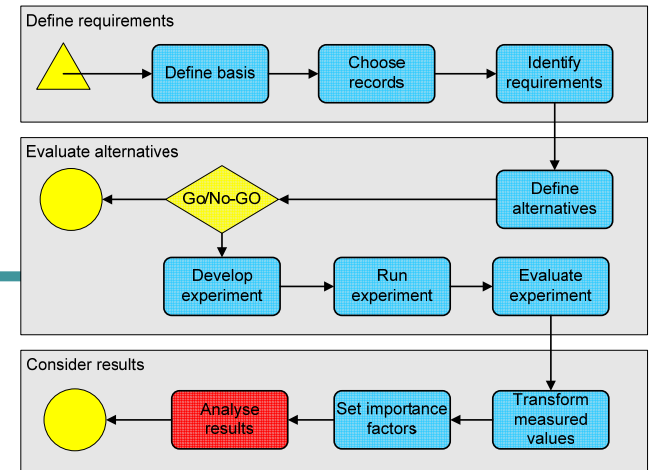 Define requirements
Define basis
Choose
records
Identify
requirements
Evaluate alternatives
Go/No-GO
Define
alternatives
Develop
experiment
Run
experiment
Evaluate
experiment
Consider results
Analyse
results
Set importance
factors
Transform
measured
values